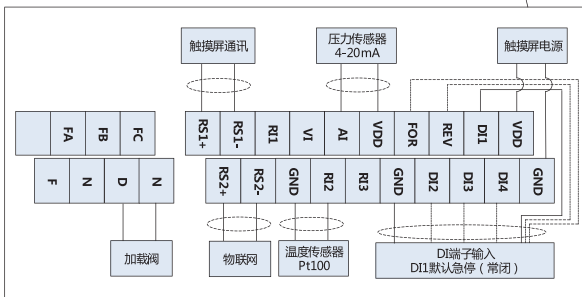 触摸屏通讯
压力传感器
4-20mA
触摸屏电源
FA
FB
FC
RS1+
RS1-
RI1
VI
AI
VDD
FOR
REV
DI1
VDD
F
N
D
N
RS2+
RS2-
GND
RI2
RI3
GND
DI2
DI3
DI4
GND
加载阀
物联网
温度传感器
Pt100
DI端子输入
DI1默认急停（常闭）